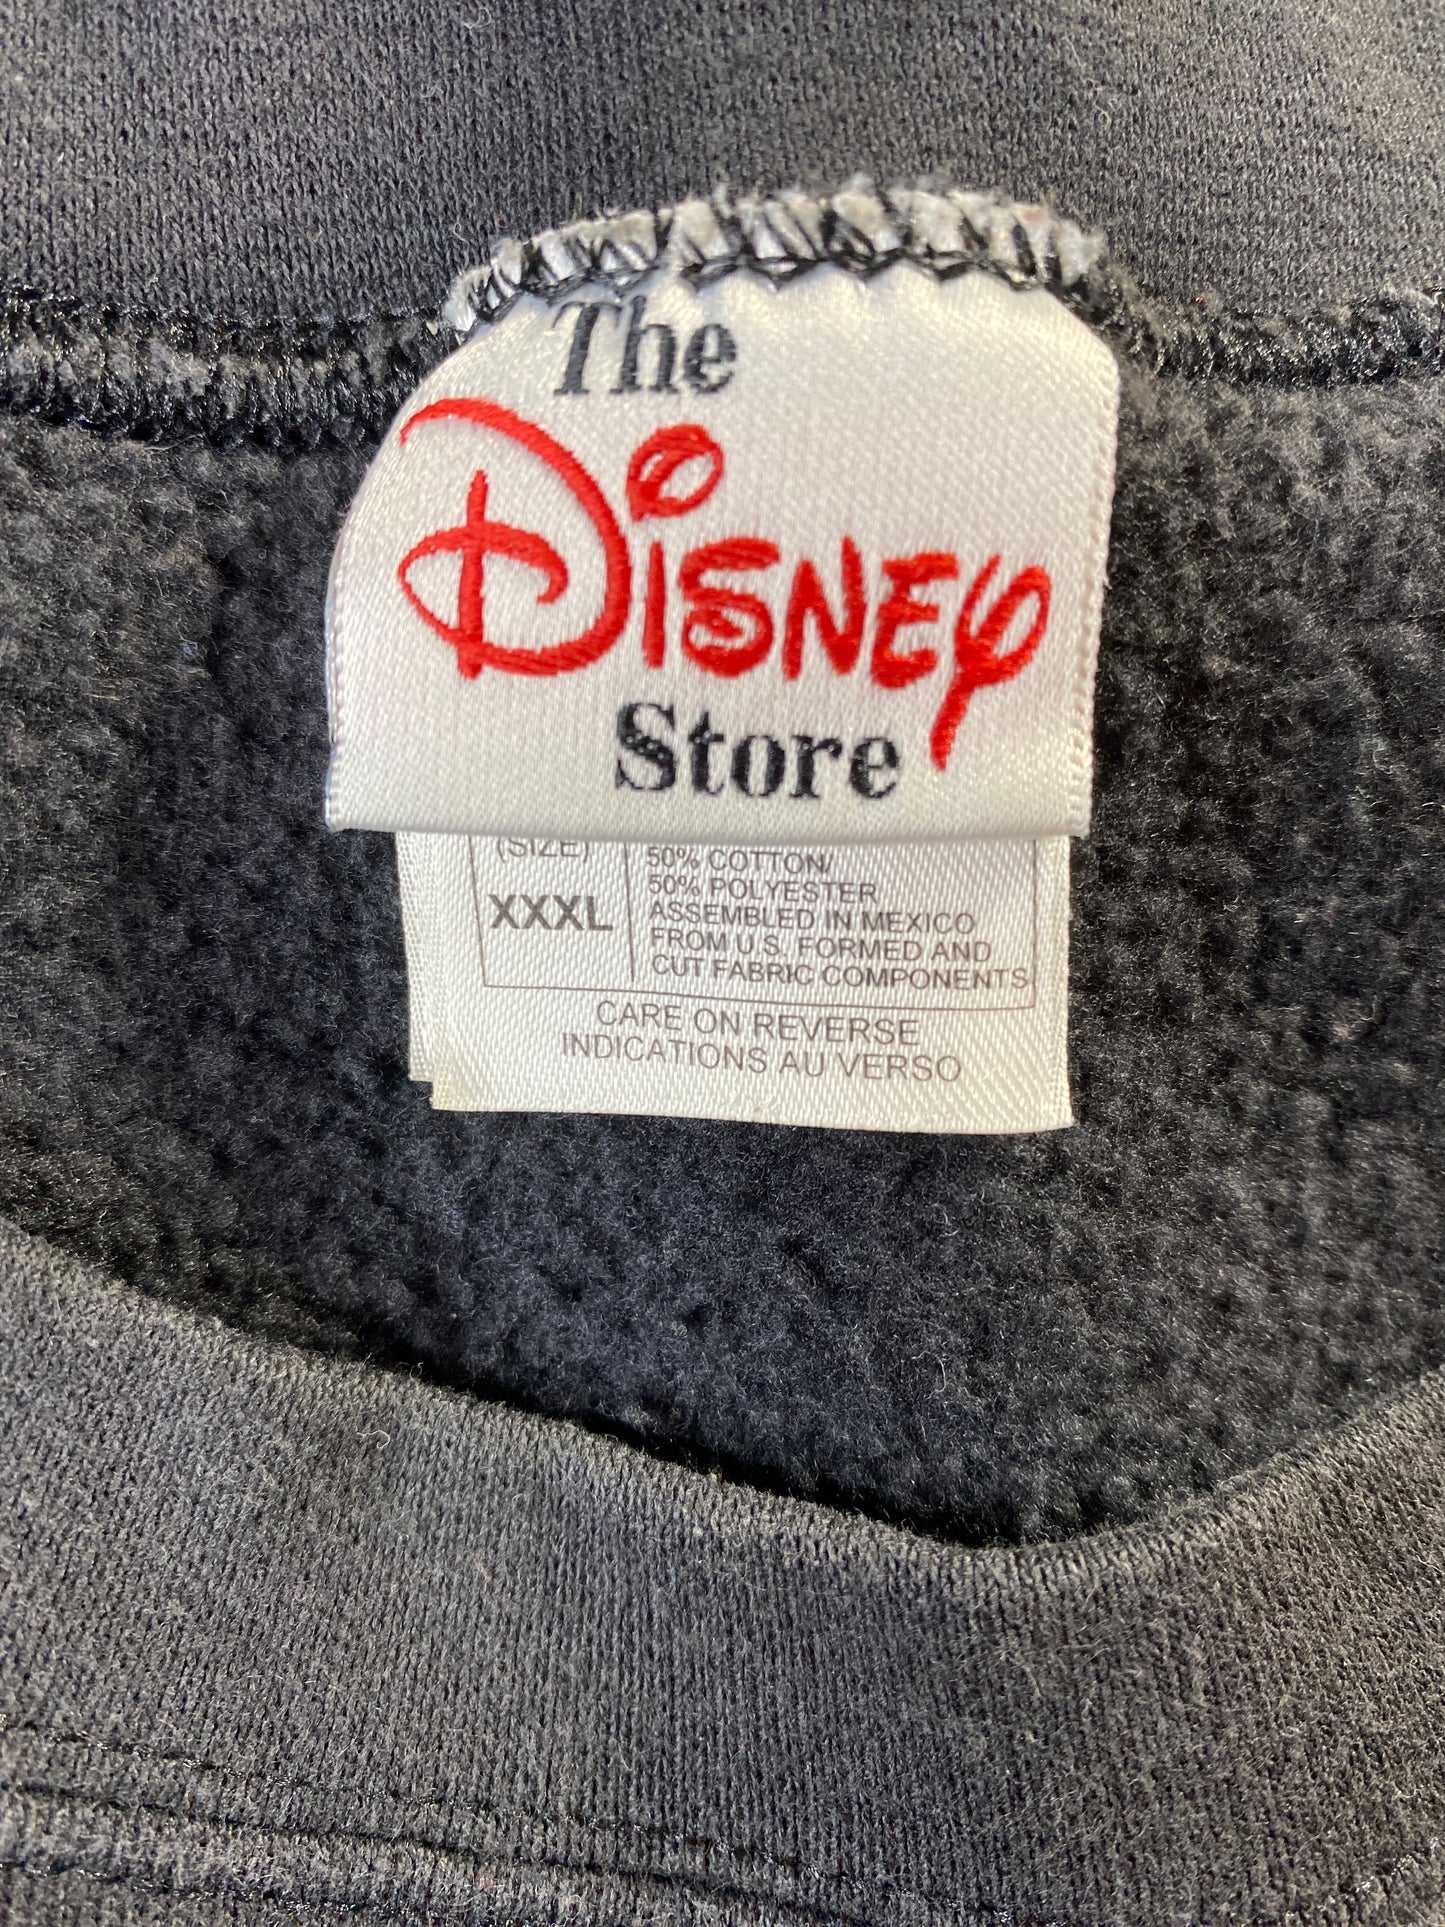 The
Disney
Store
(SIZE)
XXXL
50% COTTON/
50% POLYESTER
ASSEMBLED IN MEXICO
FROM U.S. FORMED AND
CUT FABRIC COMPONENTS
CARE ON REVERSE
INDICATIONS AU VERSO